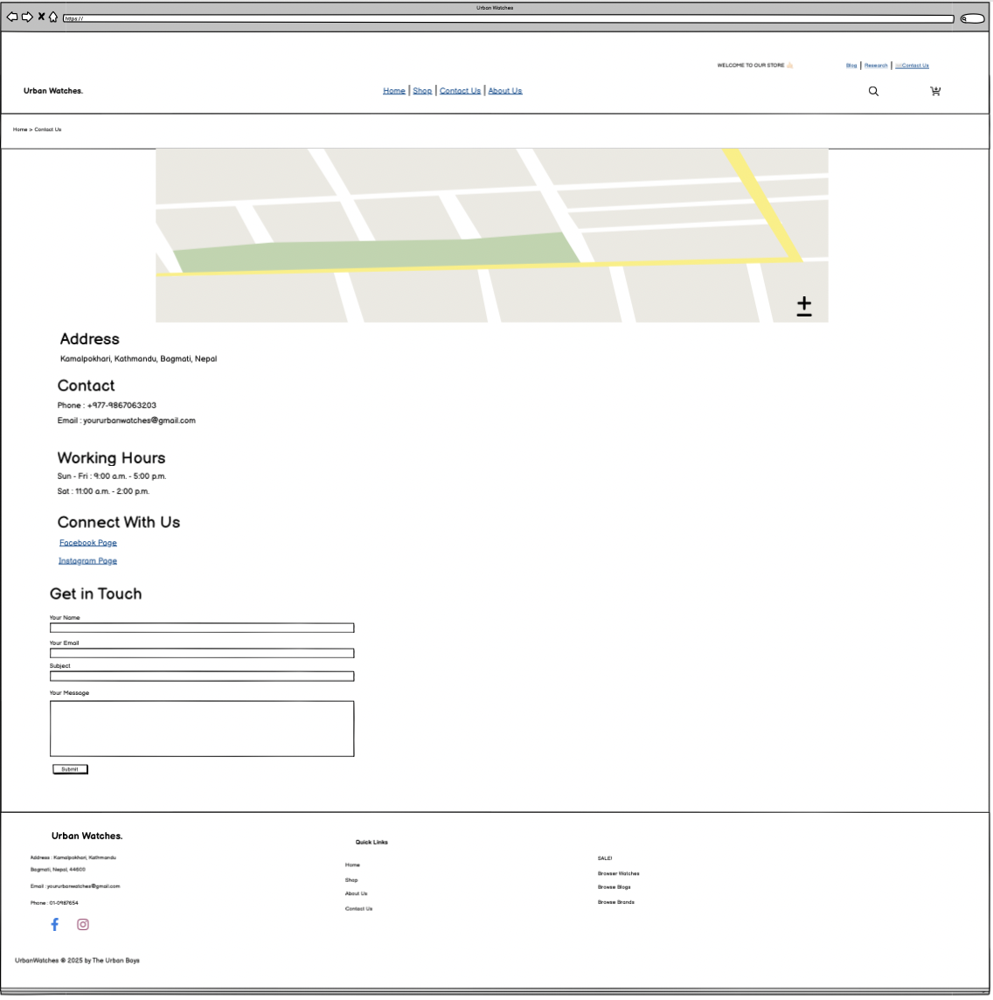 Urban Watches
https://
WELCOME TO OUR STORE
Blog | Research | Contact Us
Urban Watches.
Home | Shop | Contact Us | About Us
Home > Contact Us
Address
Kamalpokhari, Kathmandu, Bagmati, Nepal
Contact
Phone : +977-9867063203
Email : yoururbanwatches@gmail.com
Working Hours
Sun - Fri : 9:00 a.m. - 5:00 p.m.
Sat : 11:00 a.m. - 2:00 p.m.
Connect With Us
Facebook Page
Instagram Page
Get in Touch
Your Name
Your Email
Subject
Your Message
Submit
Urban Watches.
Address : Kamalpokhari, Kathmandu
Bagmati, Nepal, 44600
Email : yoururbanwatches@gmail.com
Phone : 01-0987654
Quick Links
Home
Shop
About Us
Contact Us
SALE!
Browser Watches
Browse Blogs
Browse Brands
UrbanWatches © 2025 by The Urban Boys